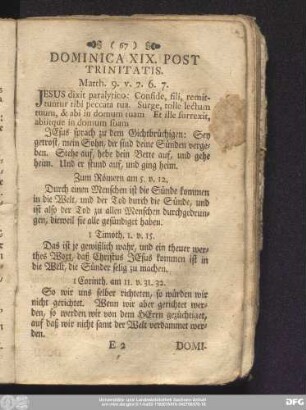 ( 67 )
DOMINICA XIX. POST
TRINITATIS.
Matth. 9. v. 2. 6. 7.
JESUS dixit paralytico: Confide, fili, remit-
tuntur tibi peccata tua. Surge, tolle lectum
tuum, & abi in domum tuam Et ille surrexit,
abiitque in domum suam
JEsus sprach zu dem Gichtbrüchigen: Sey
getrost, mein Sohn, der sind deine Sünden verge-
ben. Stehe auf, hebe dein Bette auf, und gehe
heim. Und er stund auf, und ging heim.
Zum Römern am 5. v. 12.
Durch einen Menschen ist die Sünde kommen
in die Welt, und der Tod durch die Sünde, und
ist also der Tod zu allen Menschen durchgedrun-
gen, dieweil sie alle gesündiget haben.
1 Timoth. 1. v. 15.
Das ist je gewißlich wahr, und ein theuer wer-
thes Wort, daß Christus JEsus kommen ist in
die Welt, die Sünder selig zu machen.
1 Corinth. am 11. v. 31. 32.
So wir uns selber richteten, so würden wir
nicht gerichtet. Wenn wir aber gerichtet wer-
den, so werden wir von dem HErrn gezüchtiget,
auf daß wir nicht samt der Welt verdammet wer-
den.
E 2 DOMI-